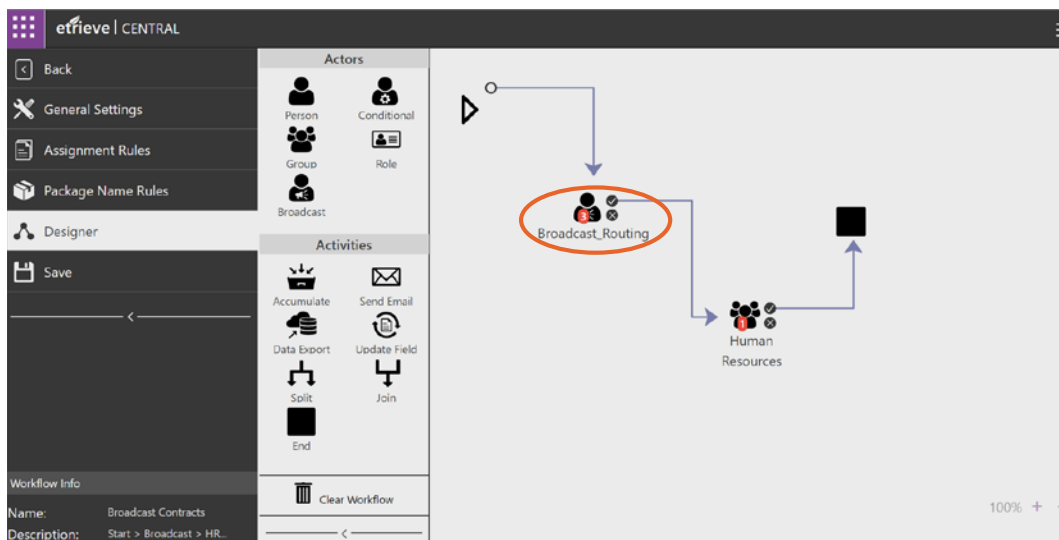 etrieve | CENTRAL
Back
General Settings
Assignment Rules
Package Name Rules
Designer
Save
Workflow Info
Name: Broadcast Contracts
Description: Start > Broadcast > HR...
Actors
Person Conditional
Group Role
Broadcast
Activities
Accumulate Send Email
Data Export Update Field
Split Join
End
Clear Workflow
3
Broadcast_Routing
1
Human
Resources
100% +